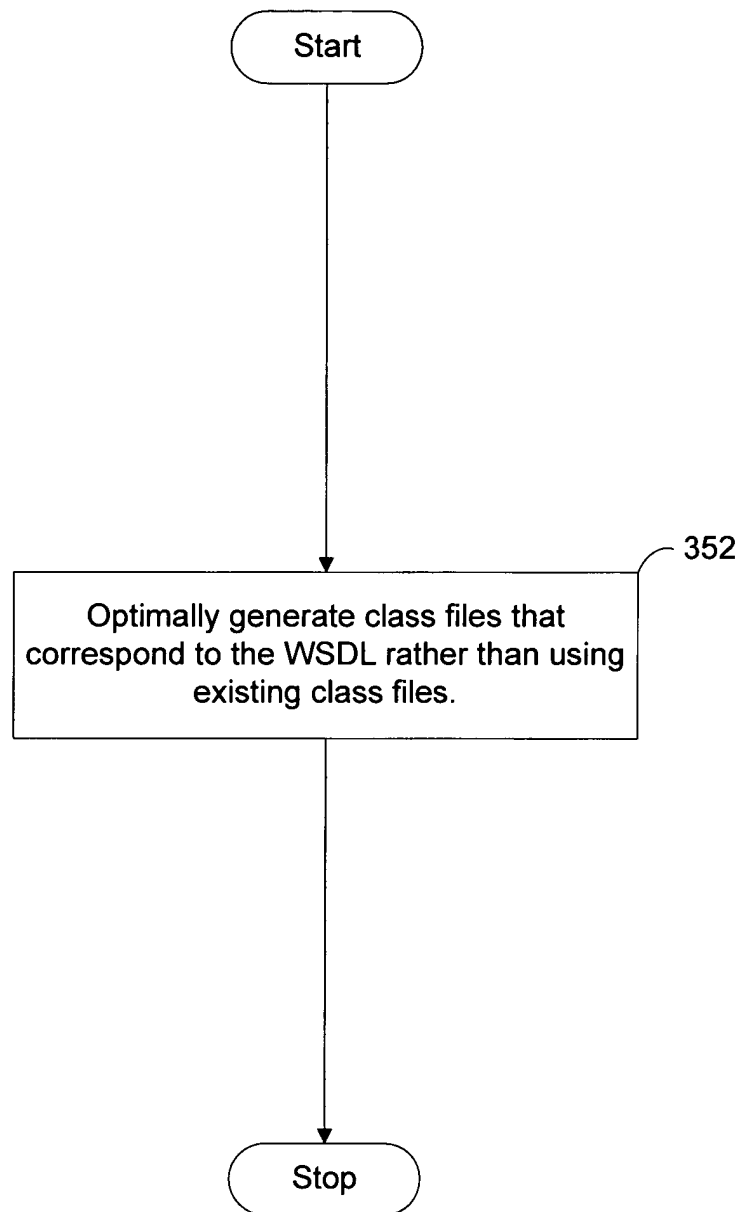 Start
352
Optimally generate class files that
correspond to the WSDL rather than using
existing class files.
Stop